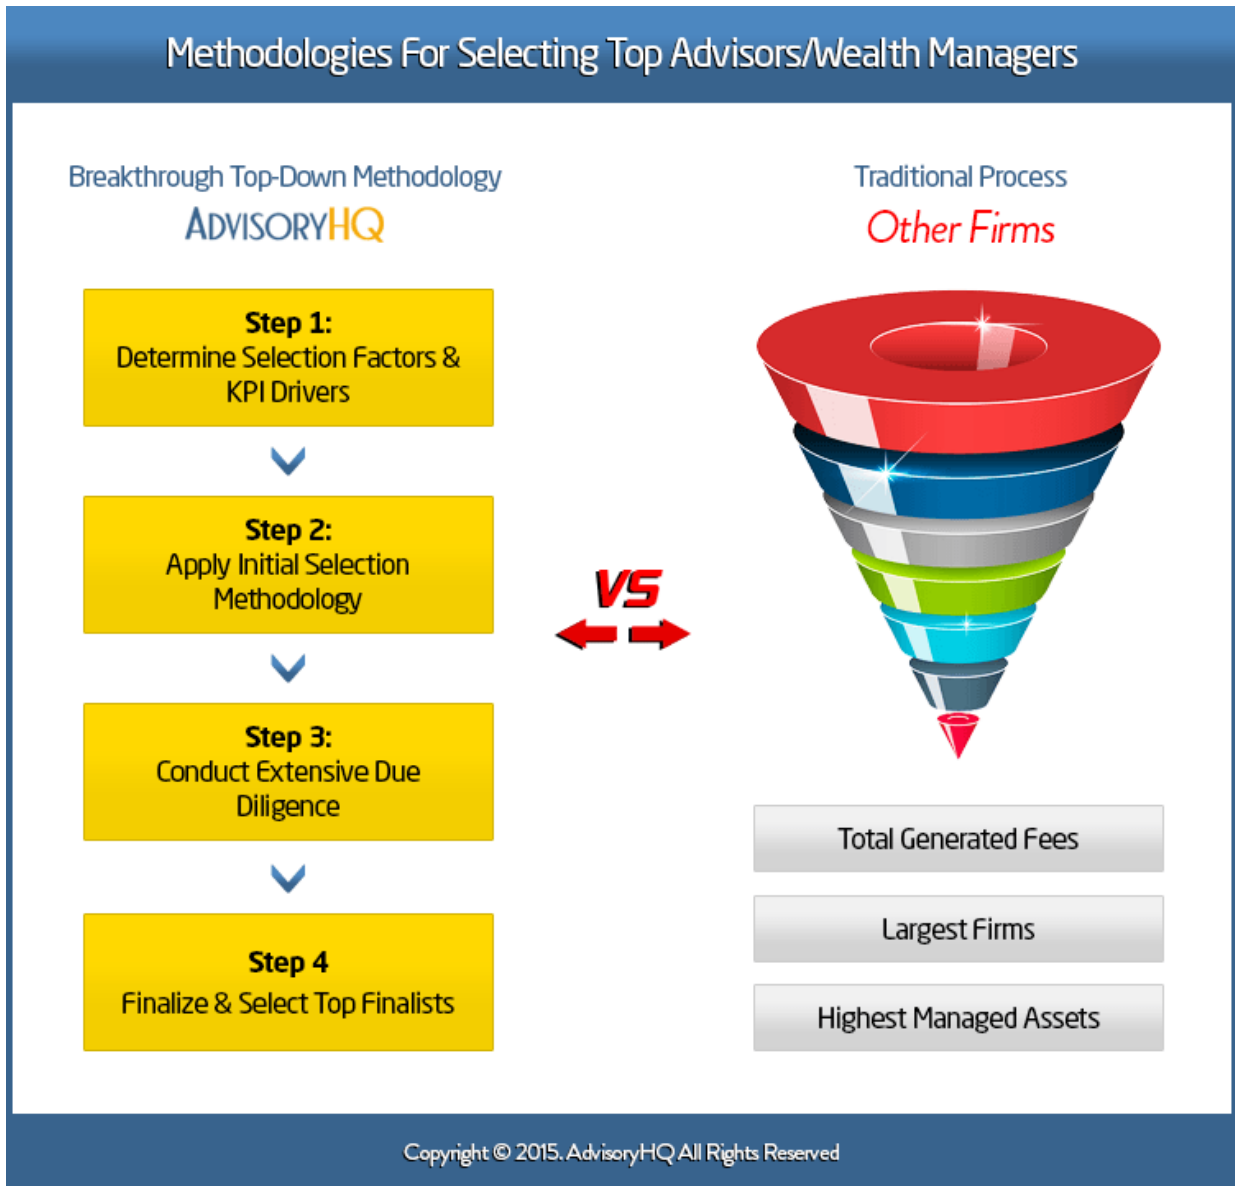 Methodologies For Selecting Top Advisors/Wealth Managers
Breakthrough Top-Down Methodology
ADVISORYHQ
Step 1:
Determine Selection Factors &
KPI Drivers
Step 2:
Apply Initial Selection
Methodology
Step 3:
Conduct Extensive Due
Diligence
Step 4
Finalize & Select Top Finalists
VS
Traditional Process
Other Firms
Total Generated Fees
Largest Firms
Highest Managed Assets
Copyright © 2015. AdvisoryHQ All Rights Reserved